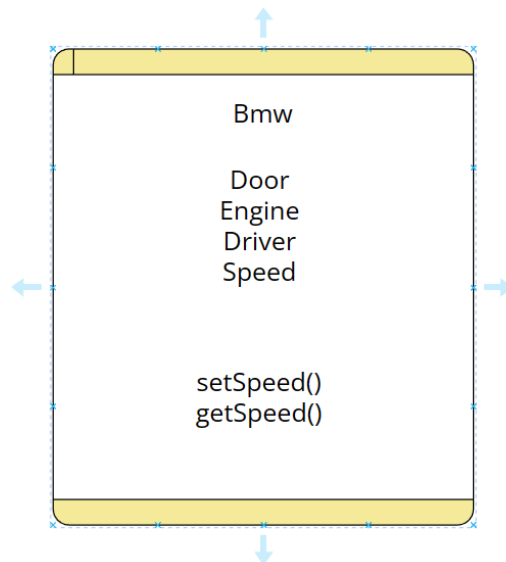 Bmw
Door
Engine
Driver
Speed
setSpeed()
getSpeed()